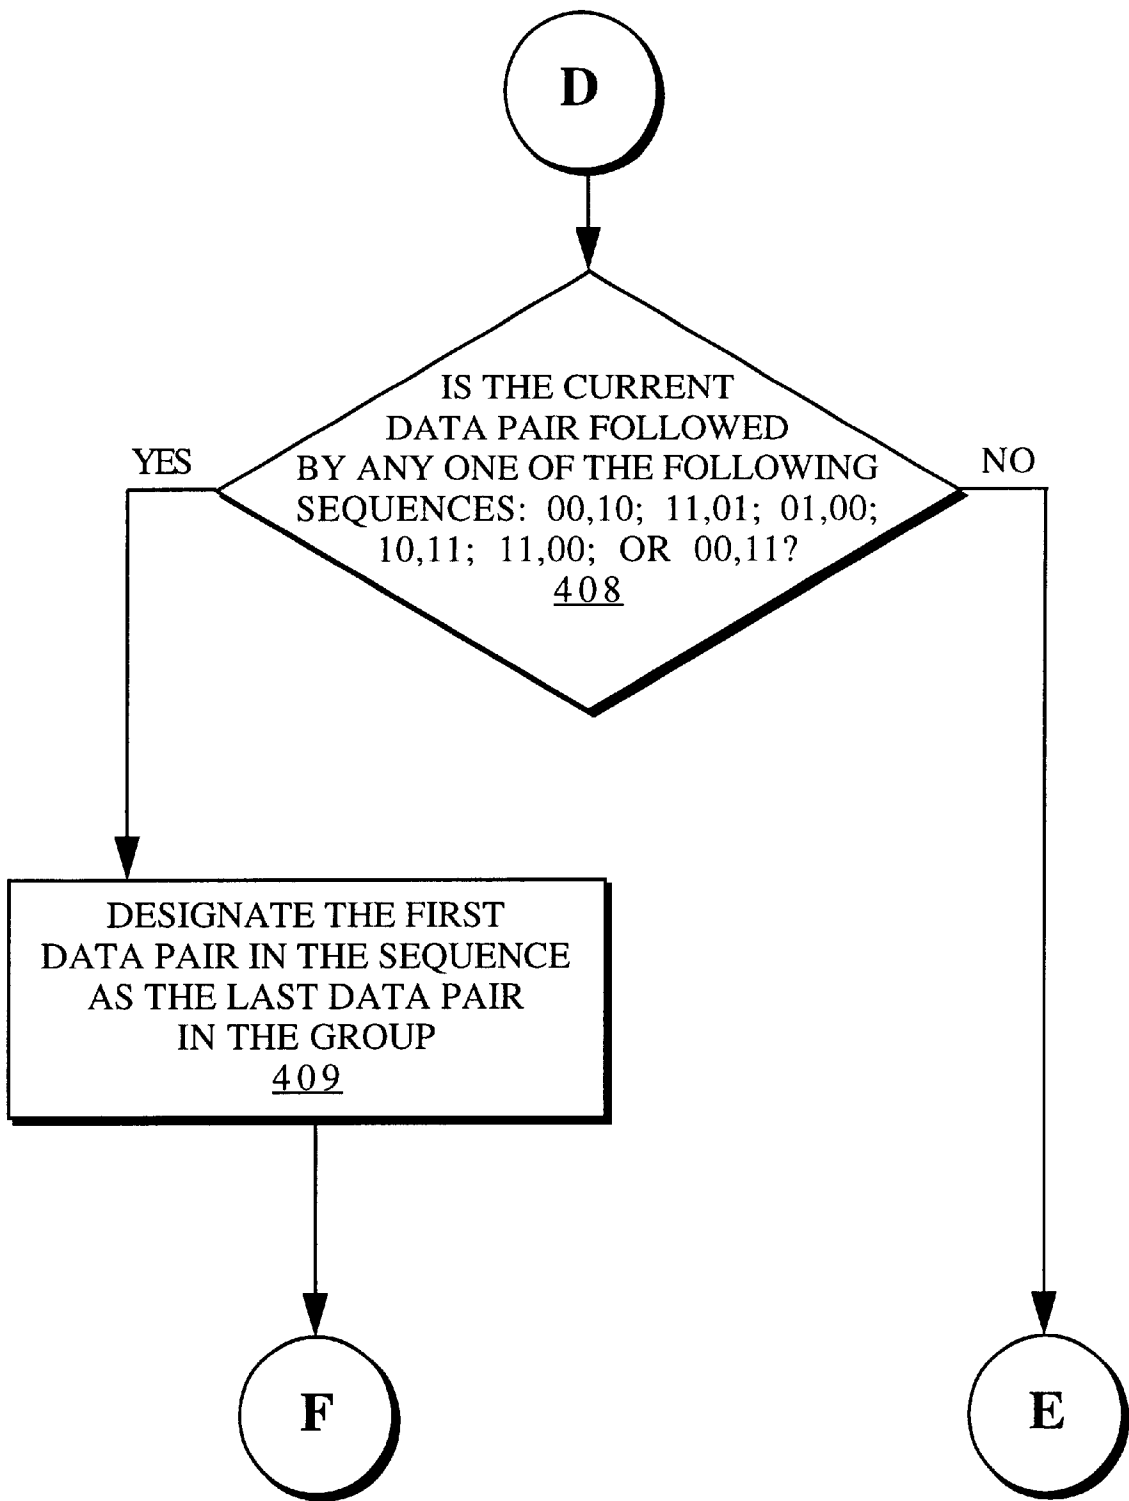 D
IS THE CURRENT
DATA PAIR FOLLOWED
BY ANY ONE OF THE FOLLOWING
SEQUENCES: 00,10; 11,01; 01,00;
10,11; 11,00; OR 00,11?
408
YES
NO
DESIGNATE THE FIRST
DATA PAIR IN THE SEQUENCE
AS THE LAST DATA PAIR
IN THE GROUP
409
F
E